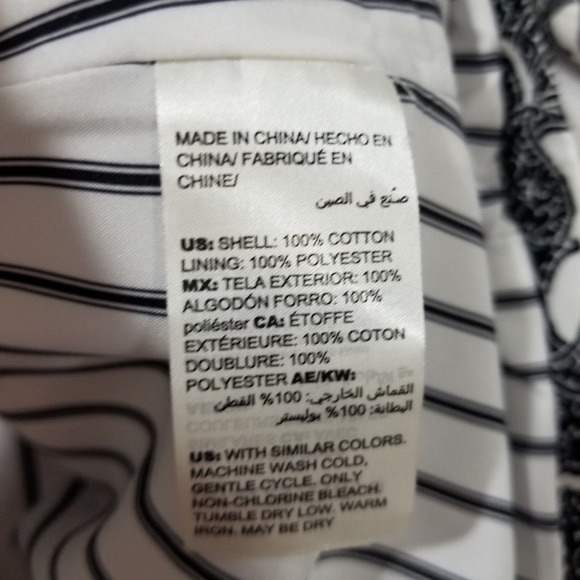 MADE IN CHINA/ HECHO EN
CHINA/ FABRIQUÉ EN
CHINE/
صنع في الصين
US: SHELL: 100% COTTON
LINING: 100% POLYESTER
MX: TELA EXTERIOR: 100%
ALGODÓN FORRO: 100%
poliéster CA: ÉTOFFE
EXTÉRIEURE: 100% COTON
DOUBLURE: 100%
POLYESTER AE/KW:
القماش الخارجي: 100% القطن
البطانة: 100% بوليستر
US: WITH SIMILAR COLORS.
MACHINE WASH COLD,
GENTLE CYCLE. ONLY
NON-CHLORINE BLEACH.
TUMBLE DRY LOW. WARM
IRON. MAY BE DRY